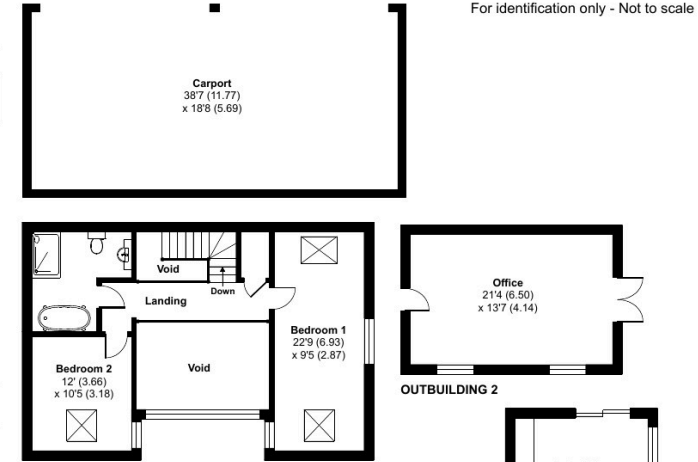 For identification only - Not to scale
Carport
38'7 (11.77)
x 18'8 (5.69)
Void
Down
Landing
Bedroom 1
22'9 (6.93)
x 9'5 (2.87)
Bedroom 2
12' (3.66)
x 10'5 (3.18)
Void
Office
21'4 (6.50)
x 13'7 (4.14)
OUTBUILDING 2